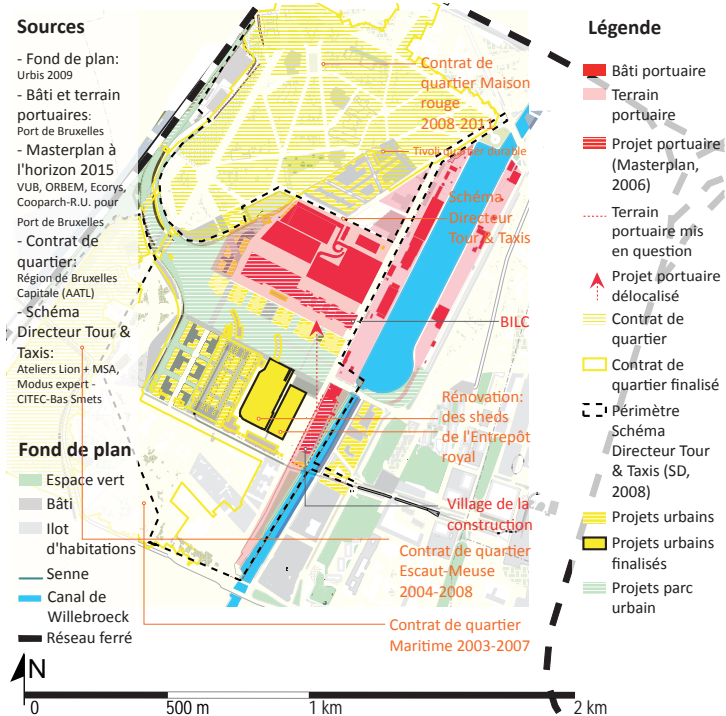 Sources
- Fond de plan:
Urbis 2009
- Bâti et terrain
portuaires:
Port de Bruxelles
- Masterplan à
l'horizon 2015
VUB, ORBEM, Ecorys,
Cooparch-R.U. pour
Port de Bruxelles
- Contrat de
quartier:
Région de Bruxelles
Capitale (AATL)
- Schéma
Directeur Tour &
Taxis:
Ateliers Lion + MSA,
Modus expert -
CITEC-Bas Smets
Fond de plan
Espace vert
Bâti
Ilot
d'habitations
Senne
Canal de
Willebroeck
Réseau ferré
Contrat de
quartier Maison
rouge
2008-2011
Tivoli quartier durable
Schéma
Directeur
Tour & Taxis
BILC
Rénovation:
des sheds
de l'Entrepôt
royal
Village de la
construction
Contrat de quartier
Escaut-Meuse
2004-2008
Contrat de quartier
Maritime 2003-2007
Légende
Bâti portuaire
Terrain
portuaire
Projet portuaire
(Masterplan,
2006)
Terrain
portuaire mis
en question
Projet portuaire
délocalisé
Contrat de
quartier
Contrat de
quartier finalisé
Périmètre
Schéma
Directeur Tour
& Taxis (SD,
2008)
Projets urbains
Projets urbains
finalisés
Projets parc
urbain
N
0 500 m 1 km 2 km